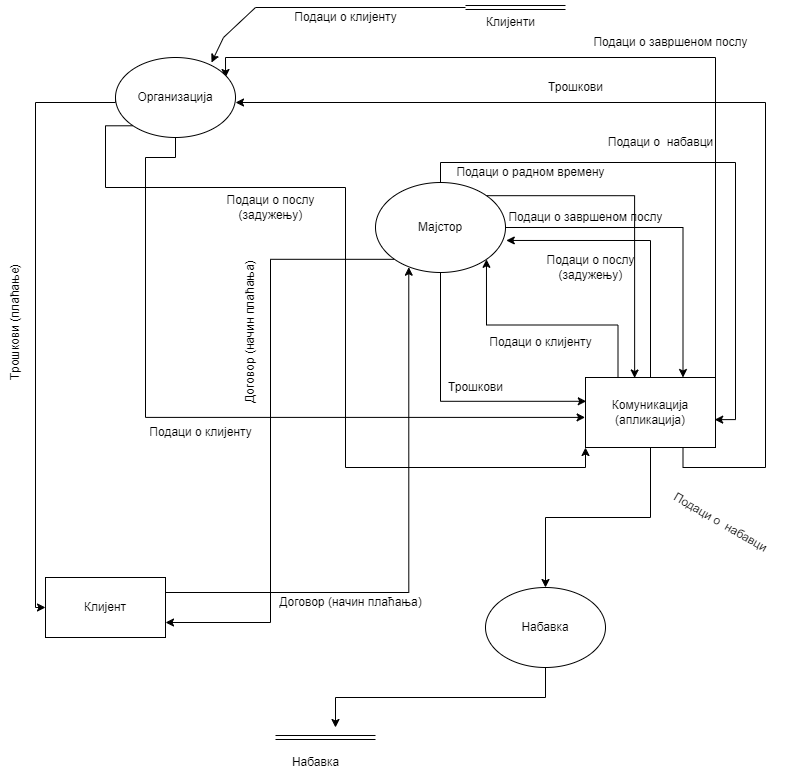 Подаци о клијенту
Клијенти
Подаци о завршеном послу
Организација
Трошкови
Подаци о набавци
Подаци о радном времену
Подаци о послу
(задужењу)
Мајстор
Подаци о завршеном послу
Подаци о послу
(задужењу)
Трошкови (плаћање)
Договор (начин плаћања)
Подаци о клијенту
Трошкови
Комуникација
(апликација)
Подаци о клијенту
Подаци о набавци
Клијент
Договор (начин плаћања)
Набавка
Набавка